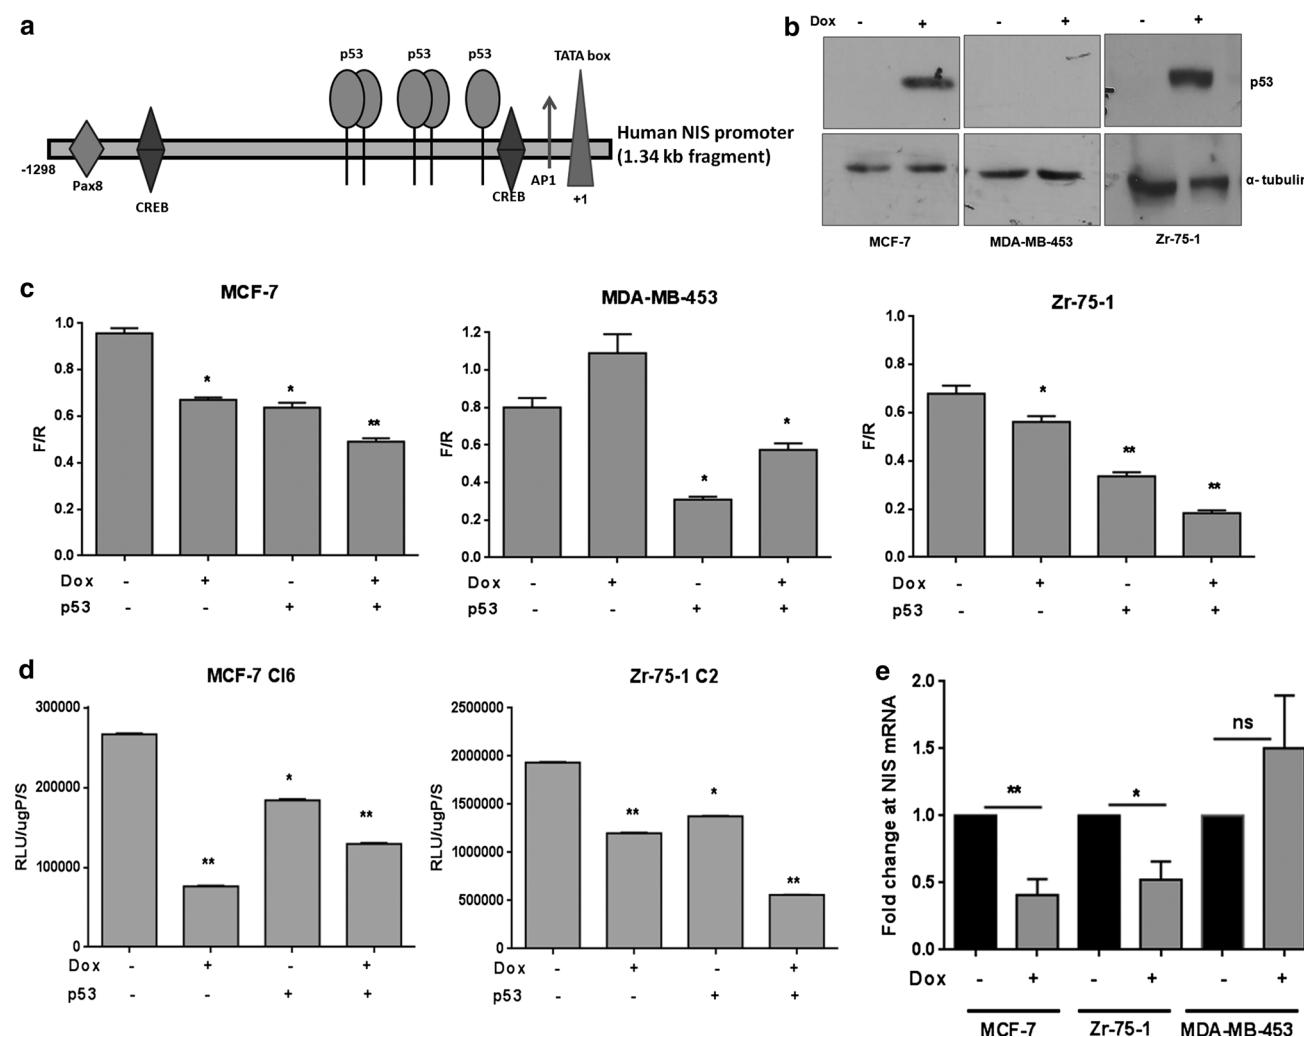 a
p53 p53 p53 TATA box
Human NIS promoter
(1.34 kb fragment)
-1298
Pax8
CREB
CREB
AP1
+1
b
Dox - + - + - +
p53
α- tubulin
MCF-7 MDA-MB-453 Zr-75-1
c
MCF-7
F/R
1.0
0.8
0.6
0.4
0.2
0.0
* * **
Dox - + - +
p53 - - + +
MDA-MB-453
F/R
1.2
1.0
0.8
0.6
0.4
0.2
0.0
* *
- + - +
- - + +
Zr-75-1
F/R
1.0
0.8
0.6
0.4
0.2
0.0
* ** **
Dox - + - +
p53 - - + +
d
MCF-7 Cl6
RLU/ugP/S
300000
200000
100000
0
** * **
Dox - + - +
p53 - - + +
Zr-75-1 C2
RLU/ugP/S
2500000
2000000
1500000
1000000
500000
0
** * **
Dox - + - +
p53 - - + +
e
Fold change at NIS mRNA
2.0
1.5
1.0
0.5
0.0
** * ns
Dox - + - + - +
MCF-7 Zr-75-1 MDA-MB-453